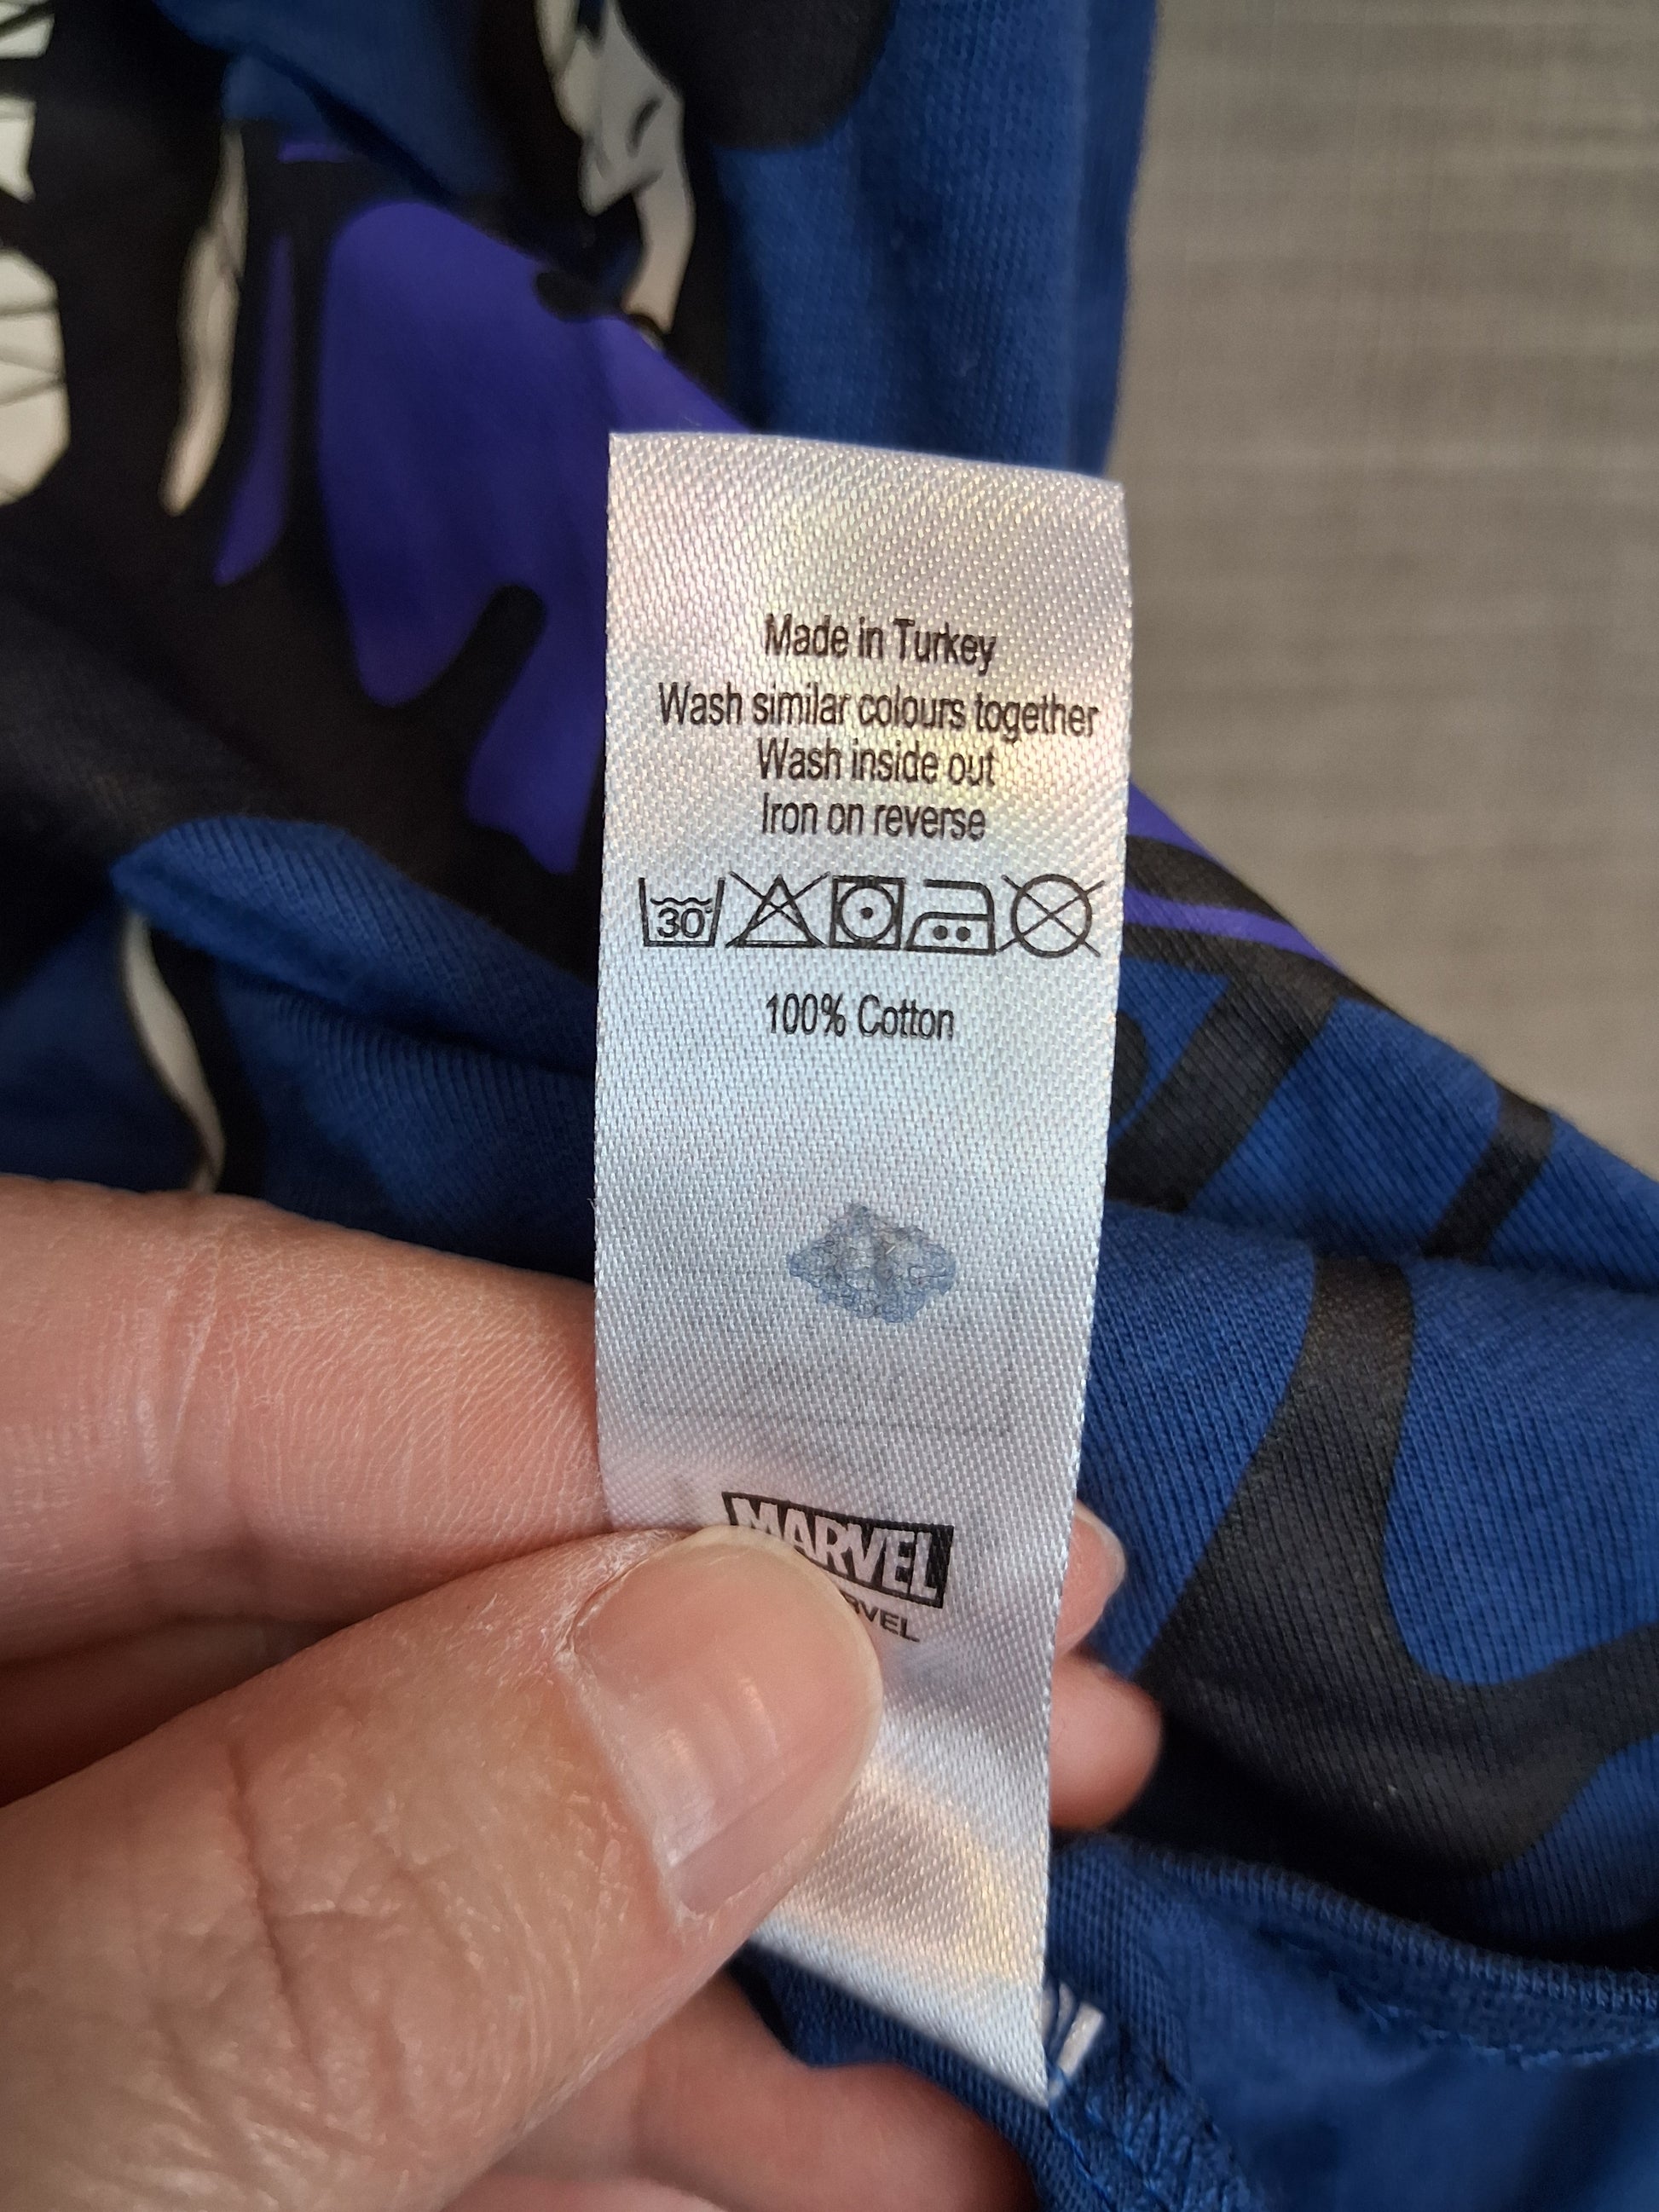 Made in Turkey
Wash similar colours together
Wash inside out
Iron on reverse
30
100% Cotton
MARVEL